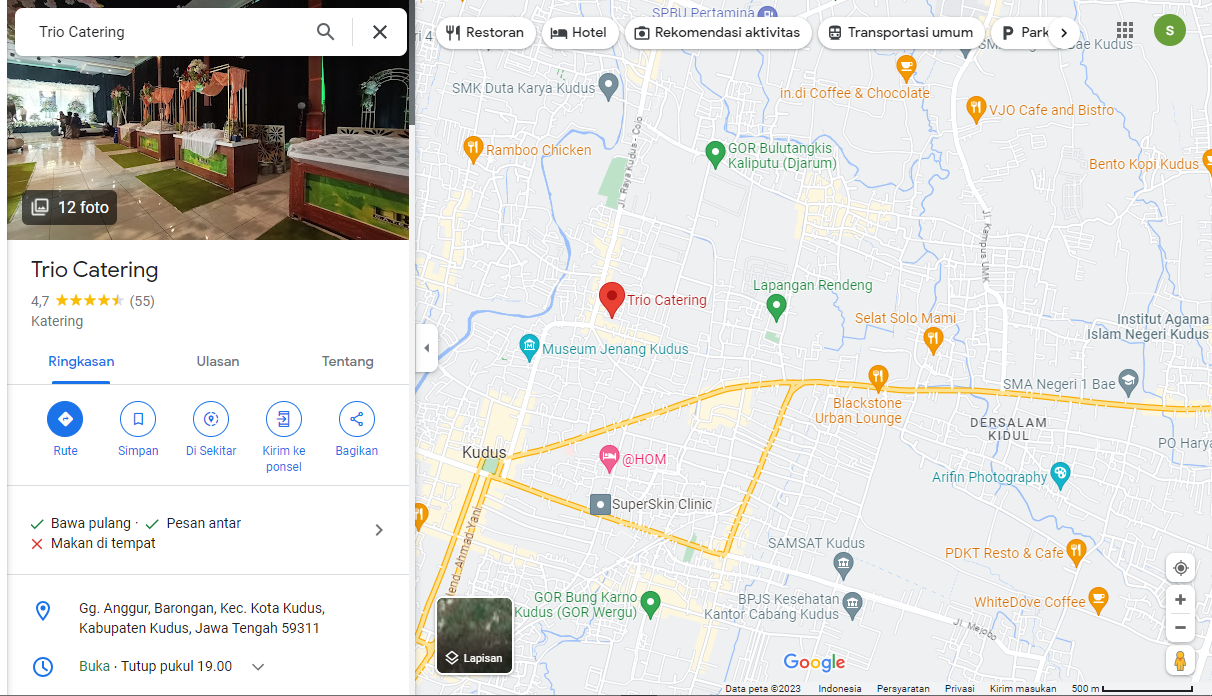 Trio Catering
12 foto
Trio Catering
4,7 (55)
Katering
Ringkasan
Ulasan
Tentang
Rute
Simpan
Di Sekitar
Kirim ke
ponsel
Bagikan
Bawa pulang · Pesan antar
Makan di tempat
Gg. Anggur, Barongan, Kec. Kota Kudus,
Kabupaten Kudus, Jawa Tengah 59311
Buka · Tutup pukul 19.00
SPBU Pertamina
Restoran
Hotel
Rekomendasi aktivitas
Transportasi umum
Park
S
Bae Kudus
SMK Duta Karya Kudus
in.di Coffee & Chocolate
VJO Cafe and Bistro
Ramboo Chicken
Jl. Raya Kudus - Colo
GOR Bulutangkis
Kaliputu (Djarum)
Bento Kopi Kudus
Jl. Kampus UMK
Lapangan Rendeng
Trio Catering
Selat Solo Mami
Institut Agama
Islam Negeri Kudus
Museum Jenang Kudus
SMA Negeri 1 Bae
Blackstone
Urban Lounge
DERSALAM
KIDUL
PO Harya
Kudus
@HOM
Arifin Photography
SuperSkin Clinic
Jend. Ahmad Yani
SAMSAT Kudus
PDKT Resto & Cafe
GOR Bung Karno
Kudus (GOR Wergu)
BPJS Kesehatan
Kantor Cabang Kudus
WhiteDove Coffee
Jl. Mejobo
Lapisan
Google
Data peta ©2023
Indonesia
Persyaratan
Privasi
Kirim masukan
500 m